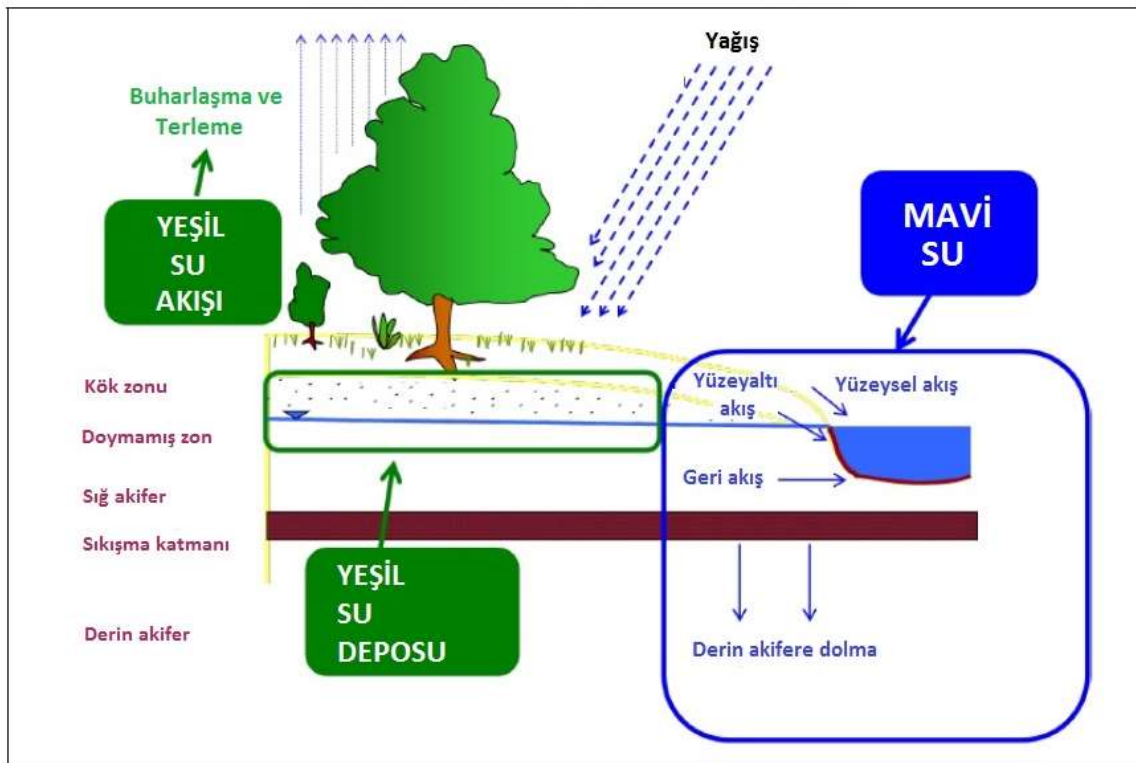 Yağış
Buharlaşma ve
Terleme
YEŞİL
SU
AKIŞI
MAVİ
SU
Kök zonu
Yüzeyaltı
akış
Yüzeysel akış
Doymamış zon
Geri akış
Sığ akifer
Sıkışma katmanı
YEŞİL
SU
DEPOSU
Derin akifer
Derin akifere dolma